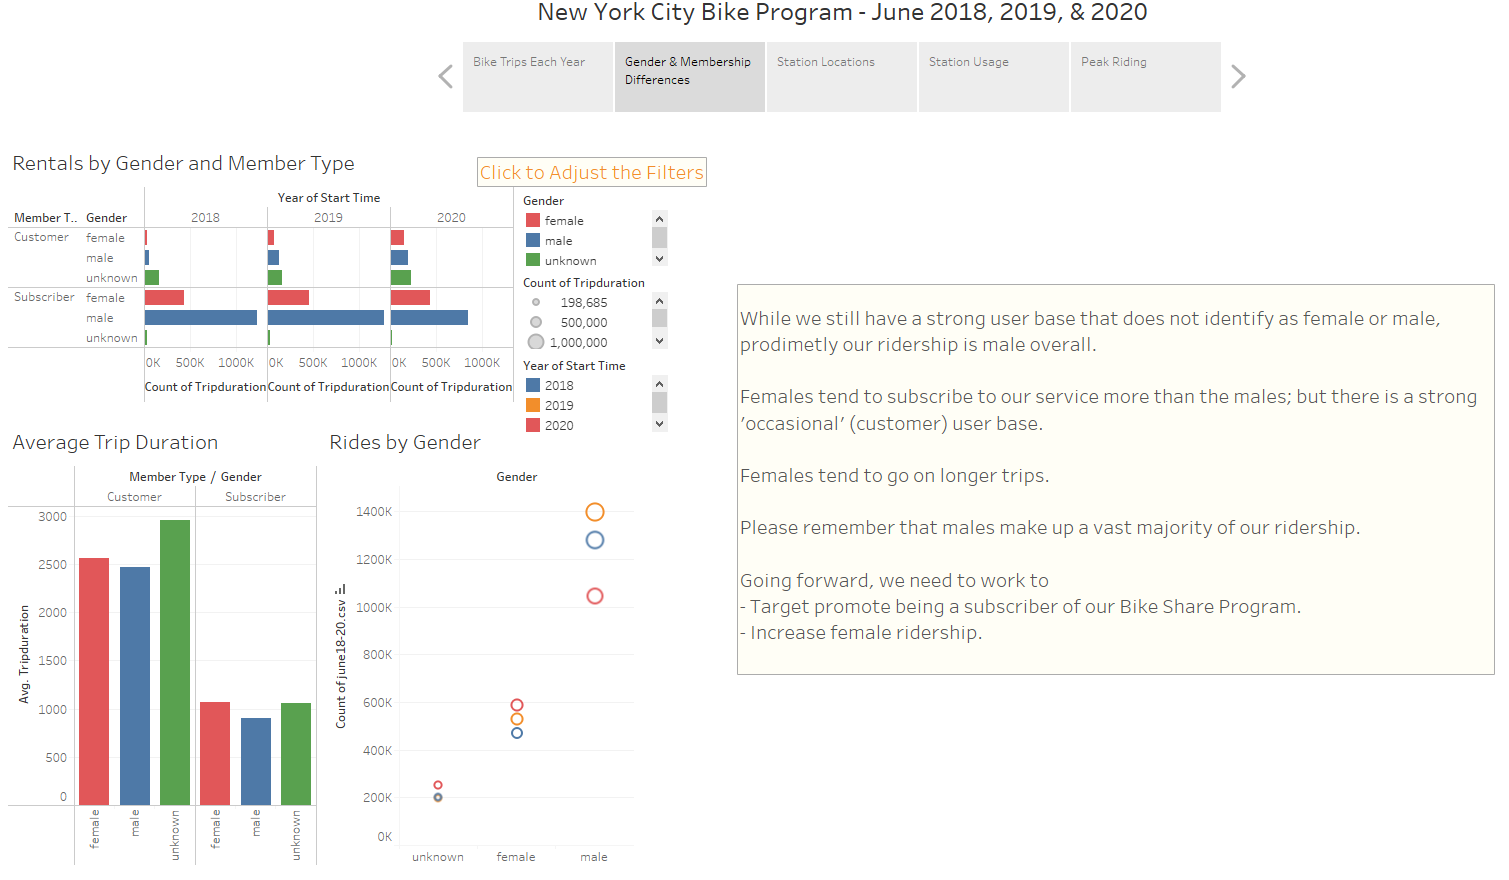 New York City Bike Program - June 2018, 2019, & 2020
Bike Trips Each Year
Gender & Membership
Differences
Station Locations
Station Usage
Peak Riding
Rentals by Gender and Member Type
Click to Adjust the Filters
Year of Start Time
Member T.. Gender 2018 2019 2020
Customer female
male
unknown
Subscriber female
male
unknown
0K 500K 1000K 0K 500K 1000K 0K 500K 1000K
Count of Tripduration Count of Tripduration Count of Tripduration
Gender
female
male
unknown
Count of Tripduration
198,685
500,000
1,000,000
Year of Start Time
2018
2019
2020
Average Trip Duration
Member Type / Gender
Customer Subscriber
Avg. Tripduration
3000
2500
2000
1500
1000
500
0
female male unknown female male unknown
Rides by Gender
Gender
Count of june18-20.csv
1400K
1200K
1000K
800K
600K
400K
200K
0K
unknown female male
While we still have a strong user base that does not identify as female or male,
prodimetly our ridership is male overall.
Females tend to subscribe to our service more than the males; but there is a strong
'occasional' (customer) user base.
Females tend to go on longer trips.
Please remember that males make up a vast majority of our ridership.
Going forward, we need to work to
- Target promote being a subscriber of our Bike Share Program.
- Increase female ridership.